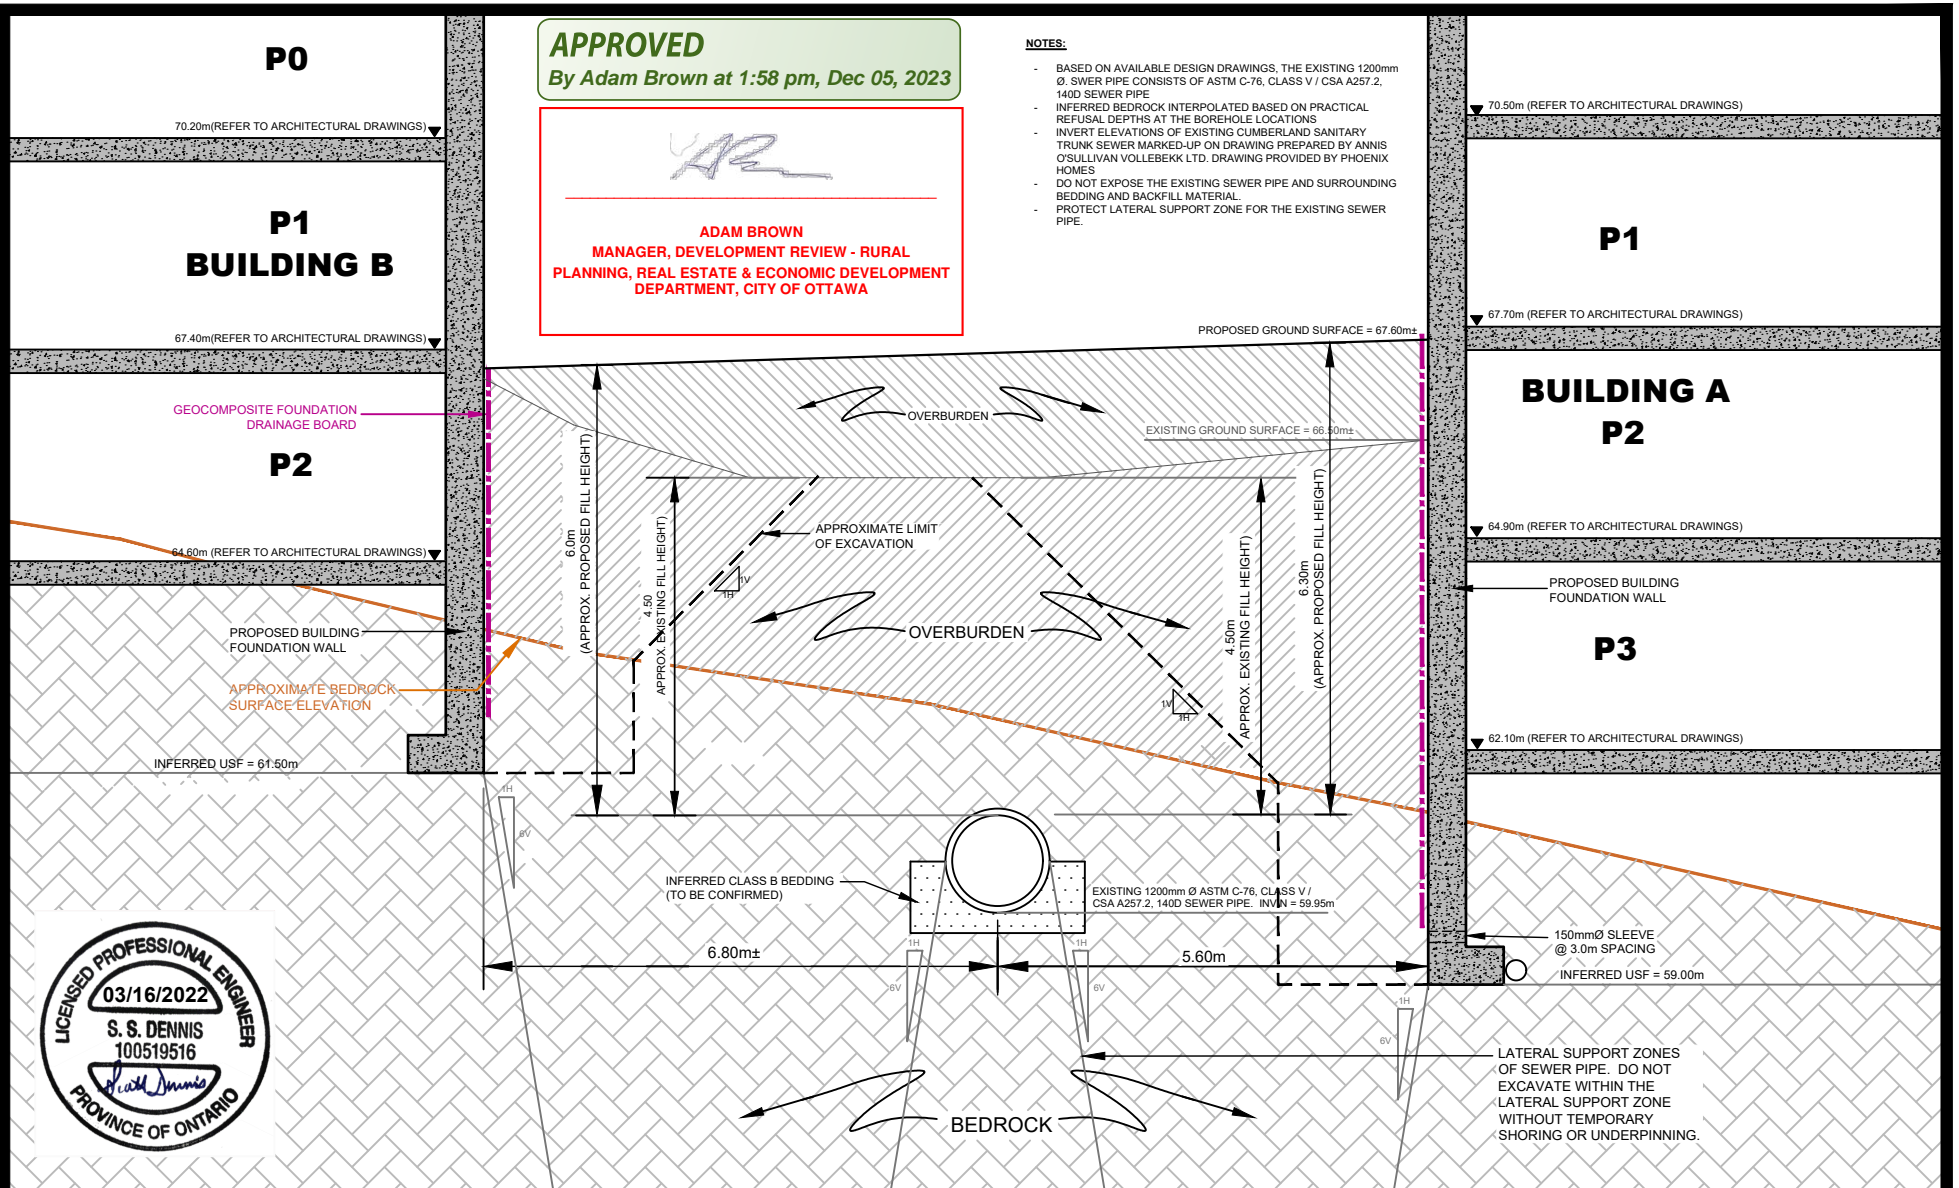 P0
70.20m(REFER TO ARCHITECTURAL DRAWINGS)
P1
BUILDING B
67.40m(REFER TO ARCHITECTURAL DRAWINGS)
GEOCOMPOSITE FOUNDATION
DRAINAGE BOARD
P2
64.60m (REFER TO ARCHITECTURAL DRAWINGS)
PROPOSED BUILDING
FOUNDATION WALL
APPROXIMATE BEDROCK
SURFACE ELEVATION
INFERRED USF = 61.50m
APPROVED
By Adam Brown at 1:58 pm, Dec 05, 2023
ADAM BROWN
MANAGER, DEVELOPMENT REVIEW - RURAL
PLANNING, REAL ESTATE & ECONOMIC DEVELOPMENT
DEPARTMENT, CITY OF OTTAWA
NOTES:
- BASED ON AVAILABLE DESIGN DRAWINGS, THE EXISTING 1200mm
Ø. SWER PIPE CONSISTS OF ASTM C-76, CLASS V / CSA A257.2,
140D SEWER PIPE
- INFERRED BEDROCK INTERPOLATED BASED ON PRACTICAL
REFUSAL DEPTHS AT THE BOREHOLE LOCATIONS
- INVERT ELEVATIONS OF EXISTING CUMBERLAND SANITARY
TRUNK SEWER MARKED-UP ON DRAWING PREPARED BY ANNIS
O'SULLIVAN VOLLEBEKK LTD. DRAWING PROVIDED BY PHOENIX
HOMES
- DO NOT EXPOSE THE EXISTING SEWER PIPE AND SURROUNDING
BEDDING AND BACKFILL MATERIAL.
- PROTECT LATERAL SUPPORT ZONE FOR THE EXISTING SEWER
PIPE.
PROPOSED GROUND SURFACE = 67.60m±
OVERBURDEN
EXISTING GROUND SURFACE = 66.50m±
6.0m
(APPROX. PROPOSED FILL HEIGHT)
4.50
APPROX. EXISTING FILL HEIGHT)
APPROXIMATE LIMIT
OF EXCAVATION
1V
1H
OVERBURDEN
4.50m
APPROX. EXISTING FILL HEIGHT)
6.30m
(APPROX. PROPOSED FILL HEIGHT)
1V
1H
1H
6V
INFERRED CLASS B BEDDING
(TO BE CONFIRMED)
EXISTING 1200mm Ø ASTM C-76, CLASS V /
CSA A257.2, 140D SEWER PIPE. INV N = 59.95m
6.80m±
5.60m
1H
6V
1H
6V
1H
6V
BEDROCK
70.50m (REFER TO ARCHITECTURAL DRAWINGS)
P1
67.70m (REFER TO ARCHITECTURAL DRAWINGS)
BUILDING A
P2
64.90m (REFER TO ARCHITECTURAL DRAWINGS)
PROPOSED BUILDING
FOUNDATION WALL
P3
62.10m (REFER TO ARCHITECTURAL DRAWINGS)
150mmØ SLEEVE
@ 3.0m SPACING
INFERRED USF = 59.00m
LATERAL SUPPORT ZONES
OF SEWER PIPE. DO NOT
EXCAVATE WITHIN THE
LATERAL SUPPORT ZONE
WITHOUT TEMPORARY
SHORING OR UNDERPINNING.
LICENSED PROFESSIONAL ENGINEER
03/16/2022
S. S. DENNIS
100519516
PROVINCE OF ONTARIO